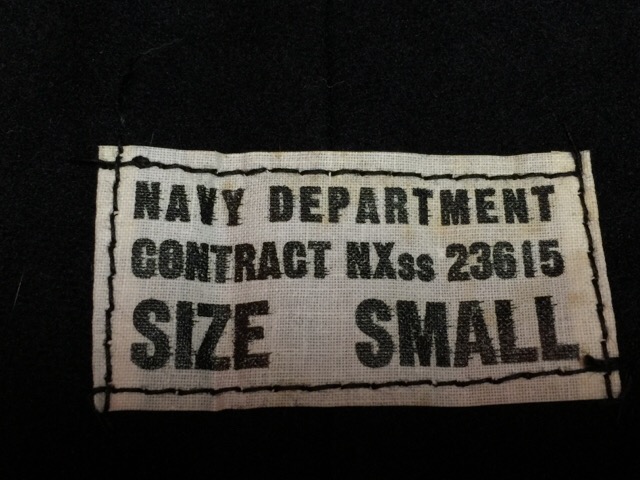 NAVY DEPARTMENT
CONTRACT NXss 23615
SIZE SMALL